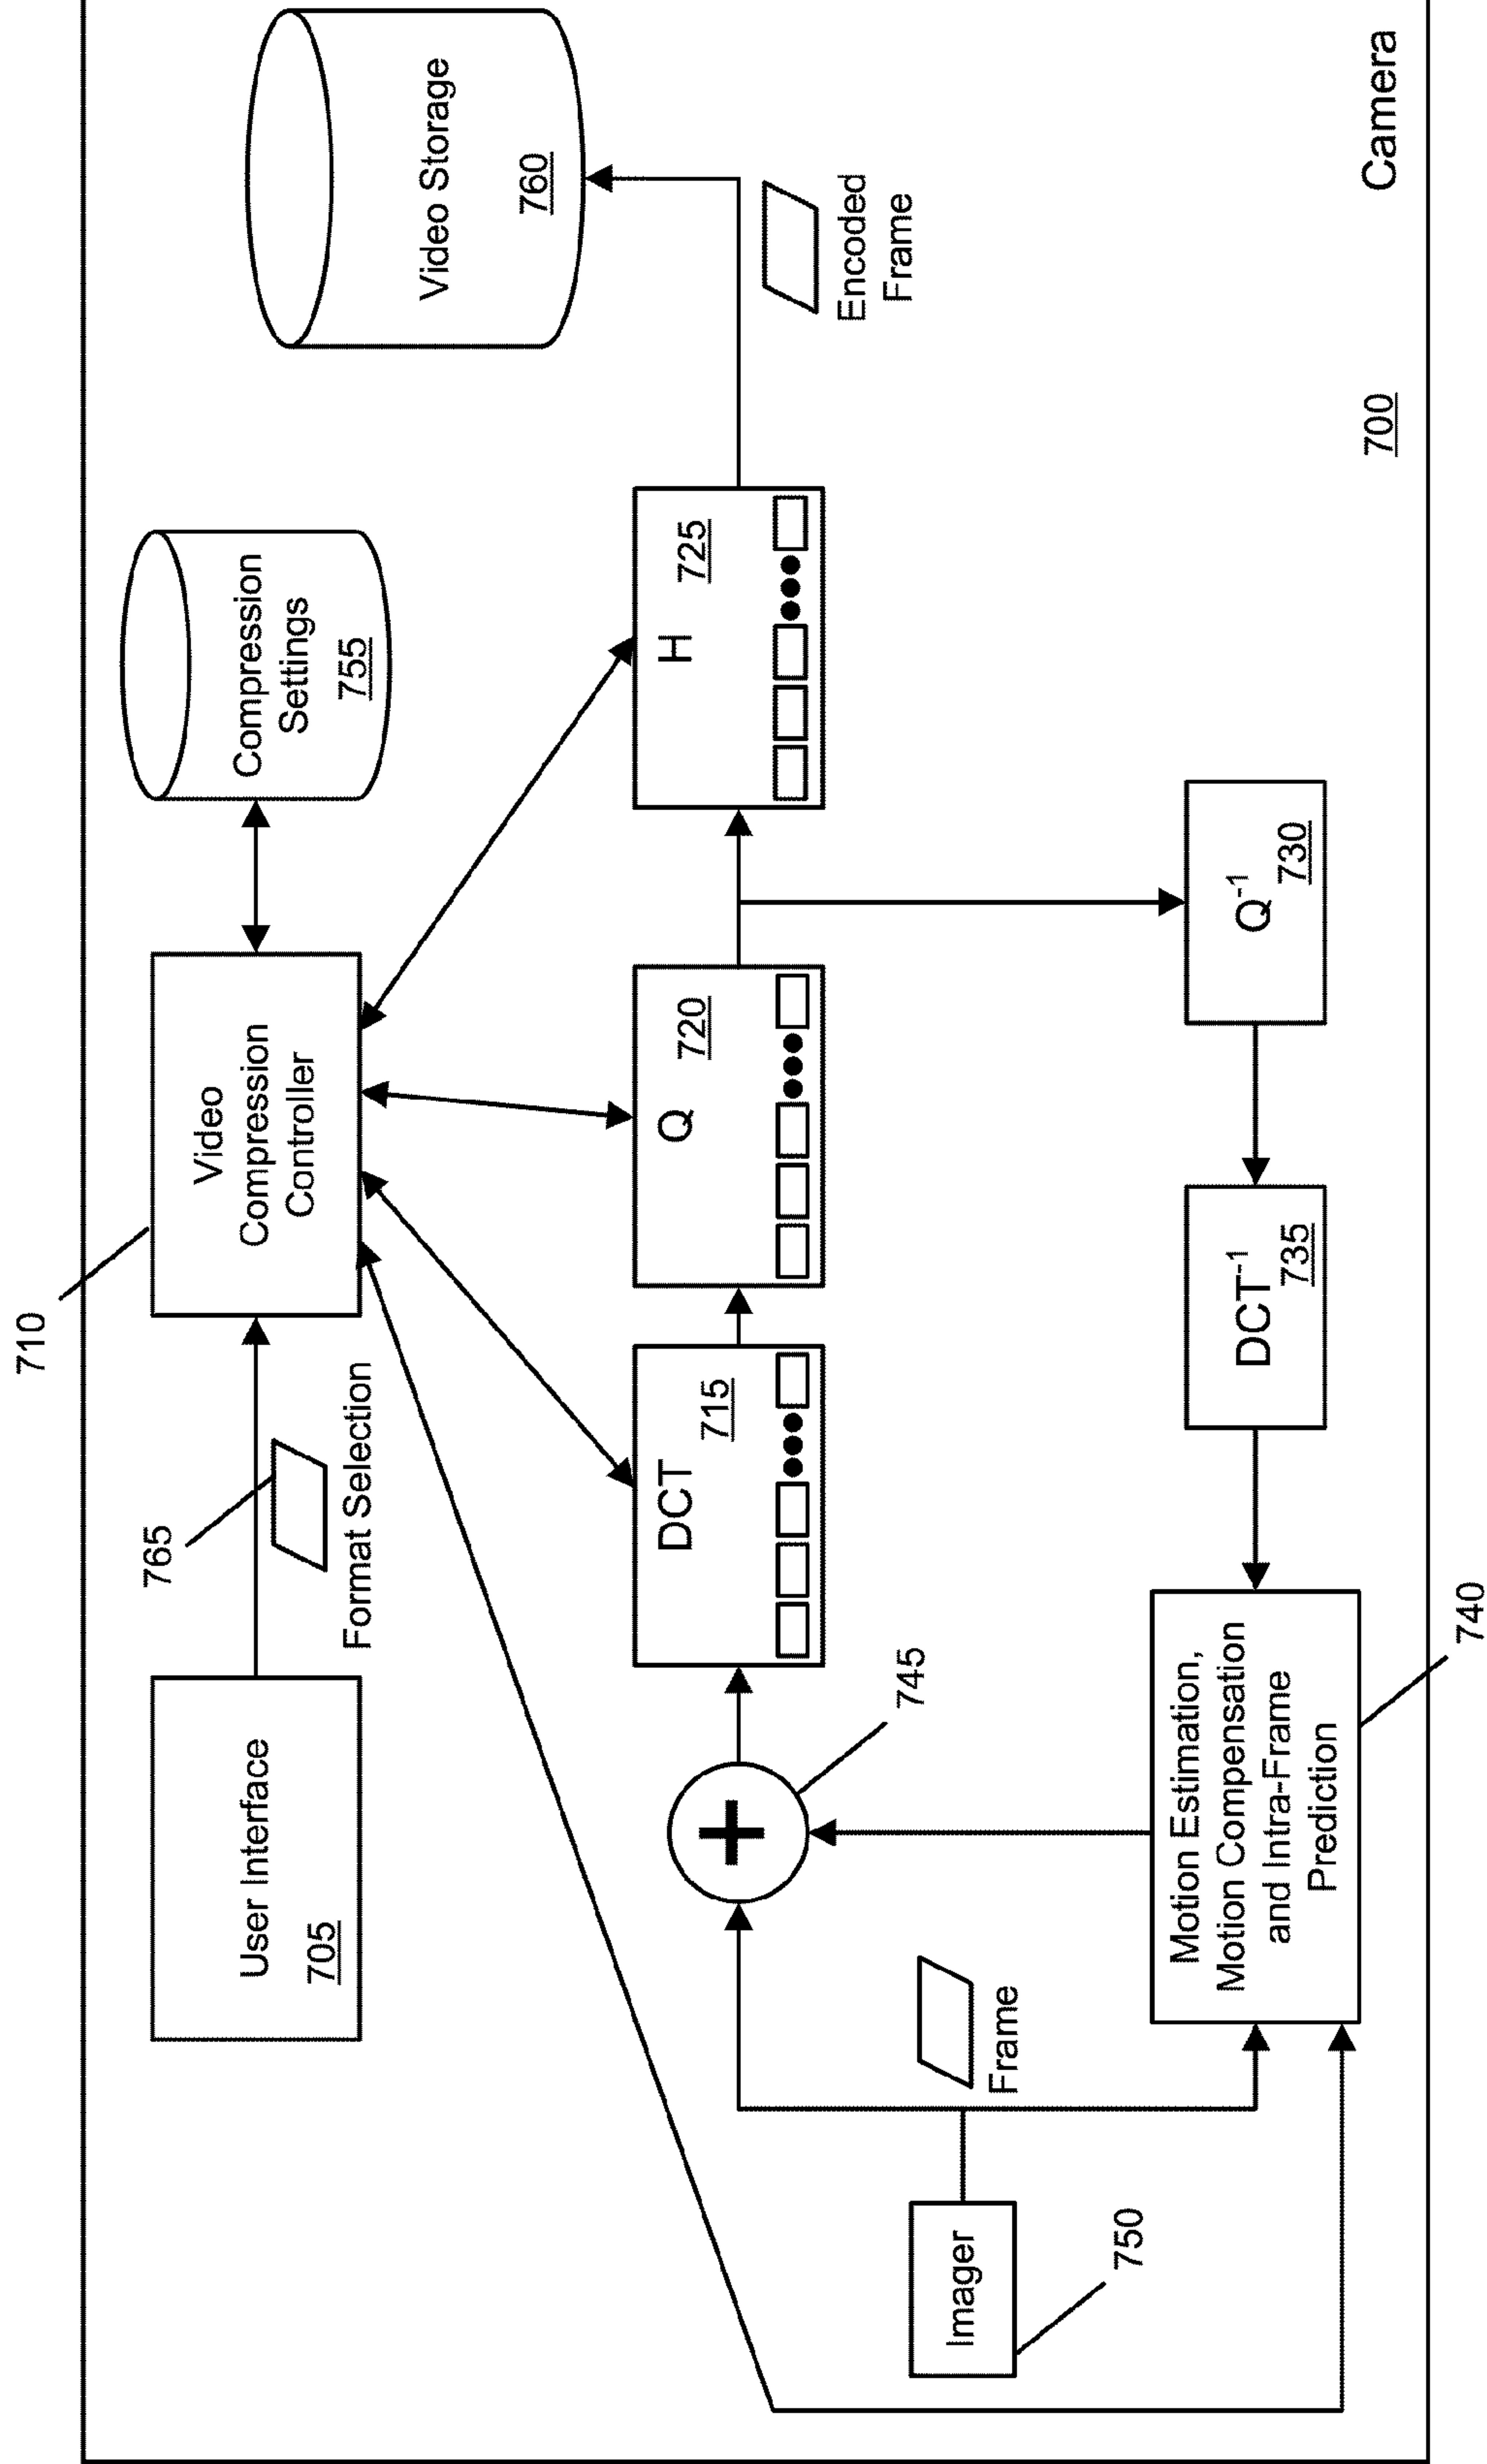 710
765
User Interface
705
Format Selection
Video
Compression
Controller
Compression
Settings
755
Video Storage
760
745
DCT
715
Q
720
H
725
Encoded
Frame
Imager
750
Frame
Motion Estimation,
Motion Compensation
and Intra-Frame
Prediction
740
DCT-1
735
Q-1
730
700
Camera